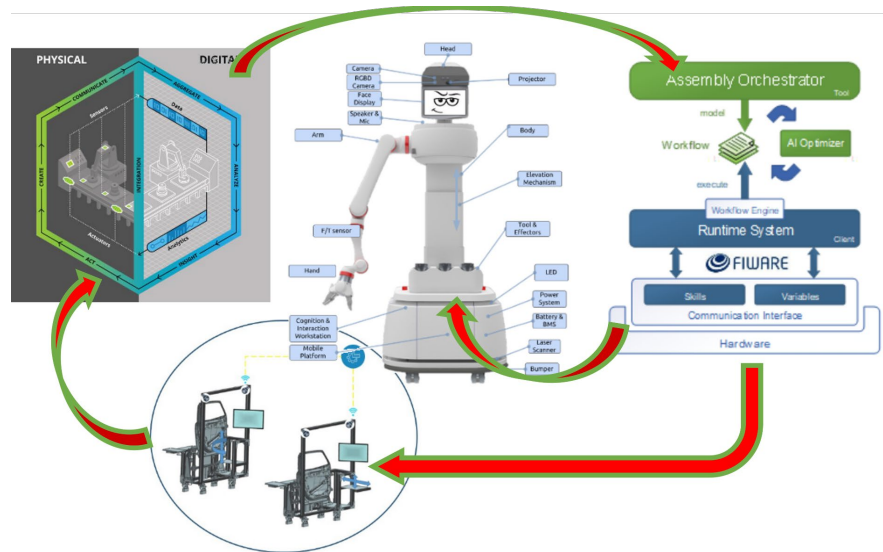 PHYSICAL
DIGITAL
COMMUNICATE
AGGREGATE
Sensors
Data
CREATE
INTEGRATION
ANALYZE
Actuators
Analytics
ACT
INSIGHT
Head
Camera
RGBD
Camera
Face
Display
Speaker &
Mic
Arm
F/T sensor
Hand
Cognition &
Interaction
Workstation
Mobile
Platform
Projector
Body
Elevation
Mechanism
Tool &
Effectors
LED
Power
System
Battery &
BMS
Laser
Scanner
Bumper
Assembly Orchestrator
Tool
model
Workflow
AI Optimizer
execute
Workflow Engine
Runtime System
Client
FIWARE
Skills
Variables
Communication Interface
Hardware